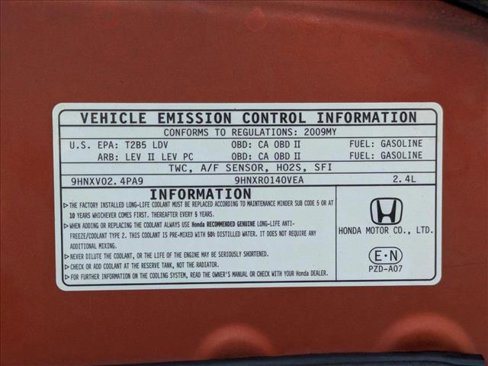 VEHICLE EMISSION CONTROL INFORMATION
CONFORMS TO REGULATIONS: 2009MY
U.S. EPA: T2B5 LDV OBD: CA OBD II FUEL: GASOLINE
ARB: LEV II LEV PC OBD: CA OBD II FUEL: GASOLINE
TWC, A/F SENSOR, HO2S, SFI
9HNXV02.4PA9 9HNXR0140VEA 2.4L
INFORMATION
▶THE FACTORY INSTALLED LONG-LIFE COOLANT MUST BE REPLACED ACCORDING TO MAINTENANCE MINDER SUB CODE 5 OR AT
10 YEARS WHICHEVER COMES FIRST. THEREAFTER EVERY 5 YEARS.
▶WHEN ADDING OR REPLACING THE COOLANT ALWAYS USE Honda RECOMMENDED GENUINE LONG-LIFE ANTI-
FREEZE/COOLANT TYPE 2. THIS IS PRE-MIXED WITH 50% DISTILLED WATER. IT DOES NOT REQUIRE ANY
ADDITIONAL MIXING.
▶NEVER DILUTE THE COOLANT, OR THE LIFE OF THE ENGINE MAY BE SERIOUSLY SHORTENED.
▶CHECK AND ADD COOLANT AT THE RESERVE TANK, NOT THE RADIATOR.
▶FOR FURTHER INFORMATION ON THE COOLING SYSTEM, READ THE OWNER'S MANUAL OR CHECK WITH YOUR Honda DEALER.
HONDA MOTOR CO., LTD.
E·N
PZD-A07